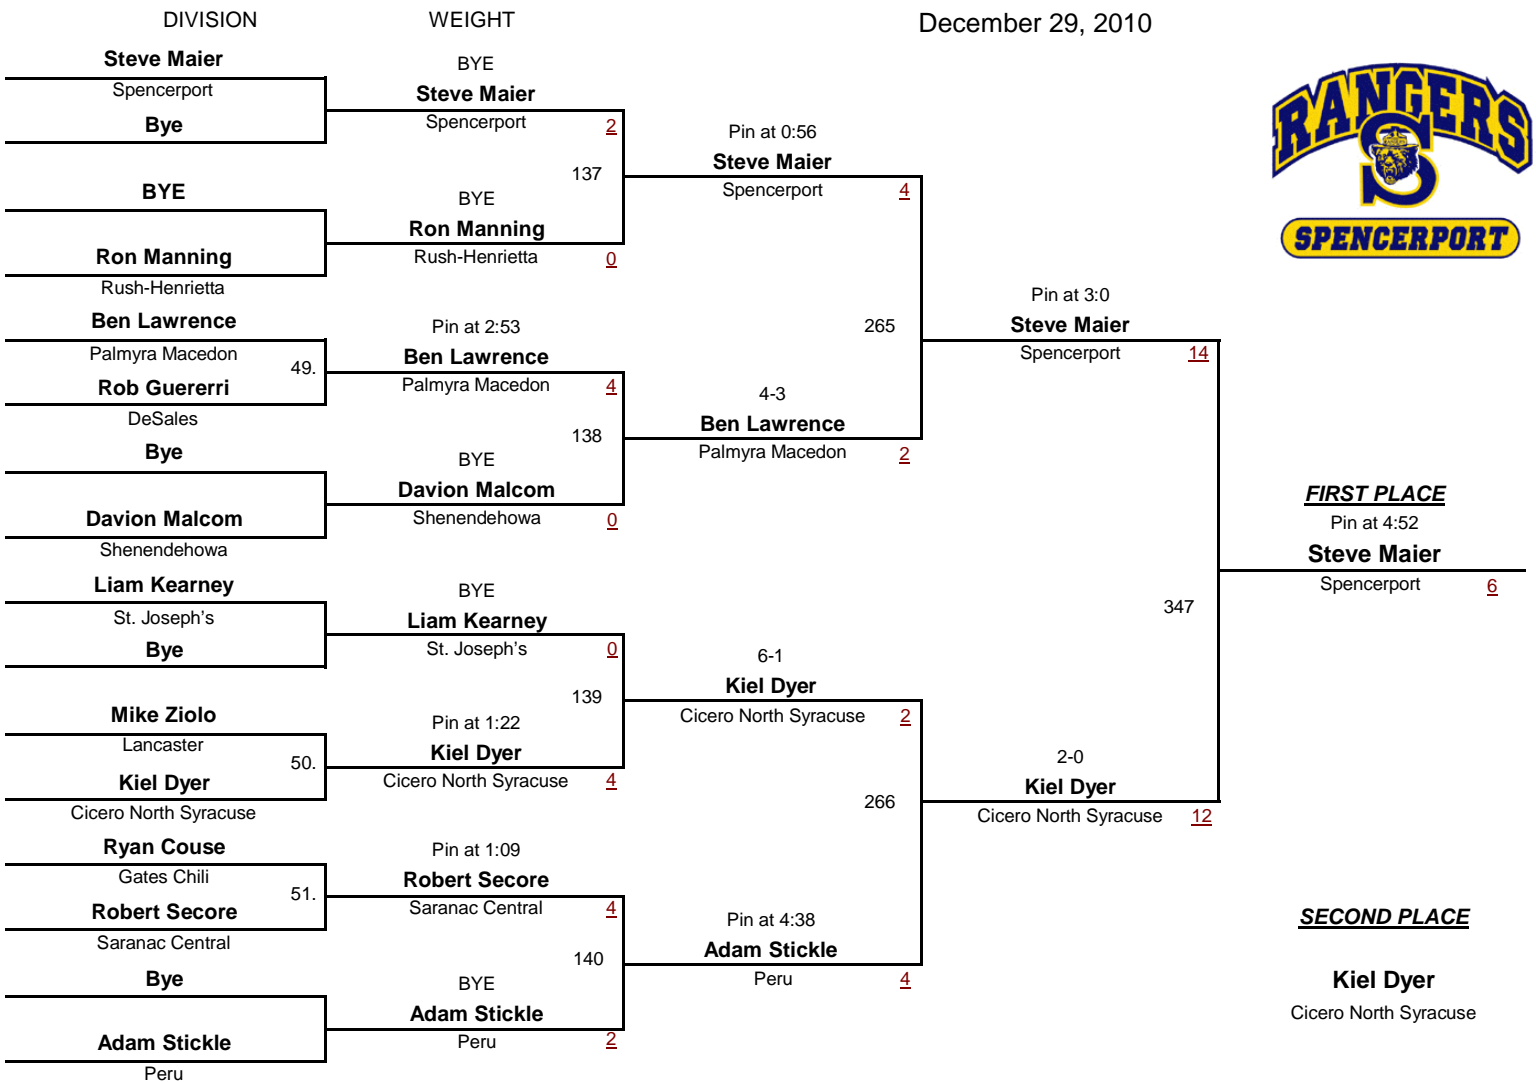 DIVISION
WEIGHT
December 29, 2010
RANGERS
S
SPENCERPORT
Steve Maier
Spencerport
Bye
BYE
Ron Manning
Rush-Henrietta
Ben Lawrence
Palmyra Macedon
49.
Rob Guererri
DeSales
Bye
Davion Malcom
Shenendehowa
Liam Kearney
St. Joseph's
Bye
Mike Ziolo
Lancaster
50.
Kiel Dyer
Cicero North Syracuse
Ryan Couse
Gates Chili
51.
Robert Secore
Saranac Central
Bye
Adam Stickle
Peru
BYE
Steve Maier
Spencerport 2
137
BYE
Ron Manning
Rush-Henrietta 0
Pin at 2:53
Ben Lawrence
Palmyra Macedon 4
138
BYE
Davion Malcom
Shenendehowa 0
BYE
Liam Kearney
St. Joseph's 0
139
Pin at 1:22
Kiel Dyer
Cicero North Syracuse 4
Pin at 1:09
Robert Secore
Saranac Central 4
140
BYE
Adam Stickle
Peru 2
Pin at 0:56
Steve Maier
Spencerport 4
265
4-3
Ben Lawrence
Palmyra Macedon 2
6-1
Kiel Dyer
Cicero North Syracuse 2
266
Pin at 4:38
Adam Stickle
Peru 4
Pin at 3:0
Steve Maier
Spencerport 14
347
2-0
Kiel Dyer
Cicero North Syracuse 12
FIRST PLACE
Pin at 4:52
Steve Maier
Spencerport 6
SECOND PLACE
Kiel Dyer
Cicero North Syracuse